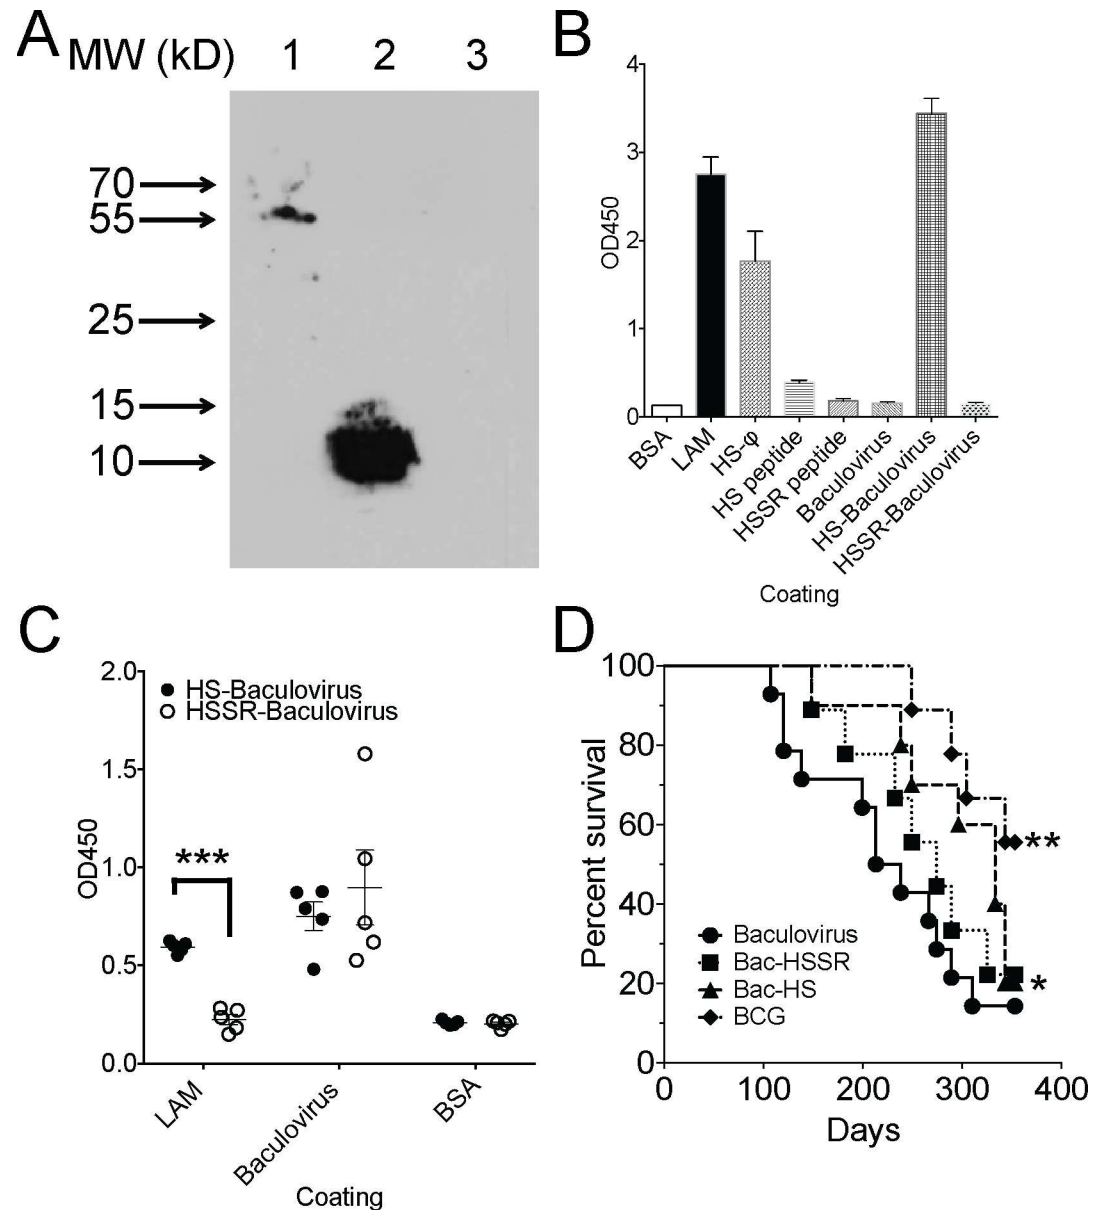 A
MW (kD) 1 2 3
70
55
25
15
10
B
4
3
2
1
0
OD450
BSA
LAM
HS-φ
HS peptide
HSSR peptide
Baculovirus
HS-Baculovirus
HSSR-Baculovirus
Coating
C
2.0
1.5
1.0
0.5
0.0
OD450
HS-Baculovirus
HSSR-Baculovirus
***
LAM
Baculovirus
BSA
Coating
D
100
80
60
40
20
0
Percent survival
Baculovirus
Bac-HSSR
Bac-HS
BCG
**
*
0 100 200 300 400
Days